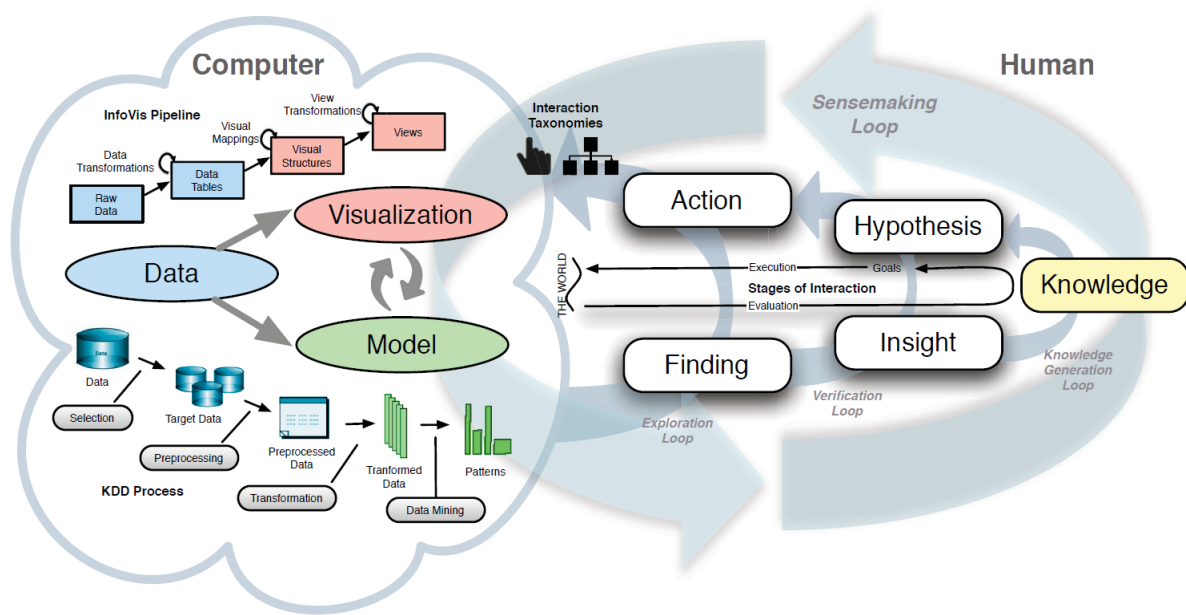 Computer
Human
InfoVis Pipeline
View
Transformations
Visual
Mappings
Data
Transformations
Raw
Data
Data
Tables
Visual
Structures
Views
Interaction
Taxonomies
Sensemaking
Loop
Visualization
Data
Model
Action
Hypothesis
Knowledge
THE WORLD
Execution
Goals
Stages of Interaction
Evaluation
Finding
Insight
Exploration
Loop
Verification
Loop
Knowledge
Generation
Loop
Data
Data
Selection
Target Data
Preprocessing
Preprocessed
Data
Transformation
Tranformed
Data
Data Mining
Patterns
KDD Process